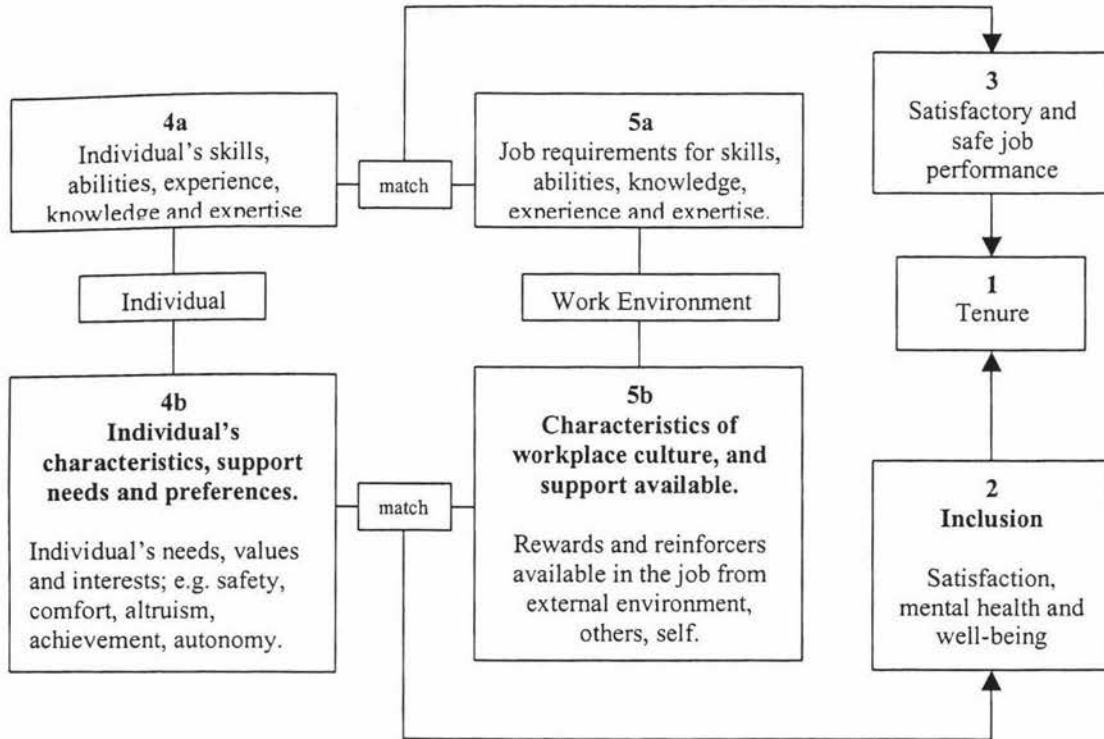 4a
Individual's skills,
abilities, experience,
knowledge and expertise
match
5a
Job requirements for skills,
abilities, knowledge,
experience and expertise.
3
Satisfactory and
safe job
performance
Individual
Work Environment
1
Tenure
4b
Individual's
characteristics, support
needs and preferences.
Individual's needs, values
and interests; e.g. safety,
comfort, altruism,
achievement, autonomy.
match
5b
Characteristics of
workplace culture, and
support available.
Rewards and reinforcers
available in the job from
external environment,
others, self.
2
Inclusion
Satisfaction,
mental health and
well-being